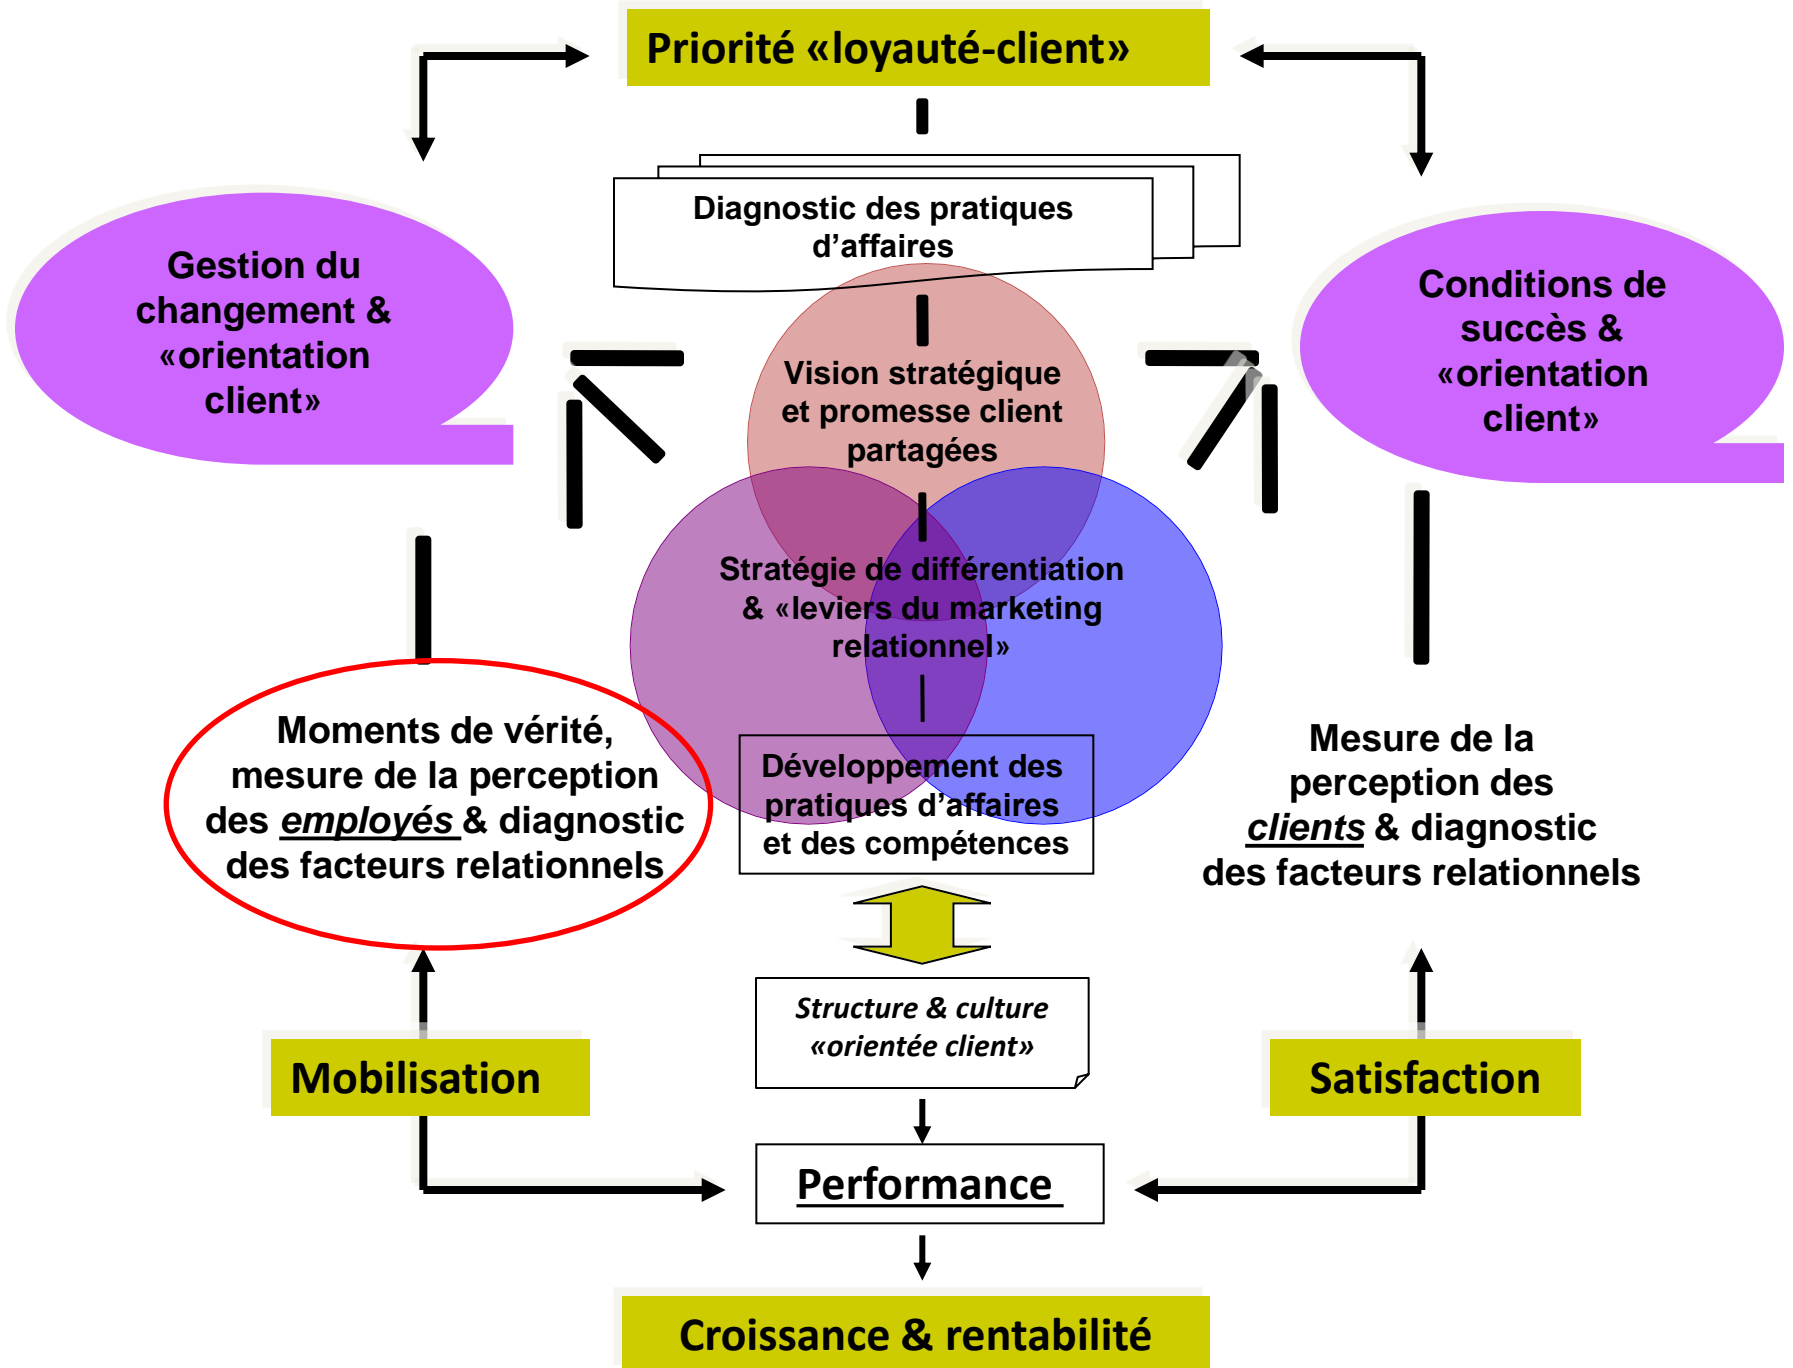 Priorité «loyauté-client»
Diagnostic des pratiques
d’affaires
Gestion du
changement &
«orientation
client»
Conditions de
succès &
«orientation
client»
Vision stratégique
et promesse client
partagées
Stratégie de différentiation
& «leviers du marketing
relationnel»
Moments de vérité,
mesure de la perception
des employés & diagnostic
des facteurs relationnels
Développement des
pratiques d’affaires
et des compétences
Mesure de la
perception des
clients & diagnostic
des facteurs relationnels
Structure & culture
«orientée client»
Mobilisation
Satisfaction
Performance
Croissance & rentabilité